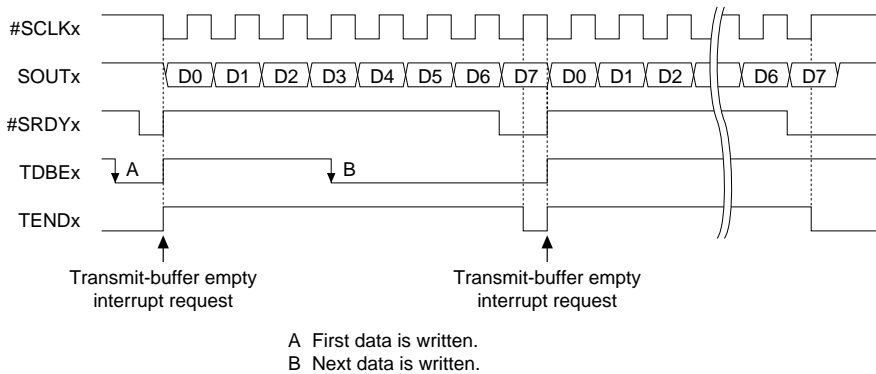 #SCLKx
SOUTx D0 D1 D2 D3 D4 D5 D6 D7 D0 D1 D2 D6 D7
#SRDYx
TDBEx A B
TENDx
Transmit-buffer empty
interrupt request
Transmit-buffer empty
interrupt request
A First data is written.
B Next data is written.